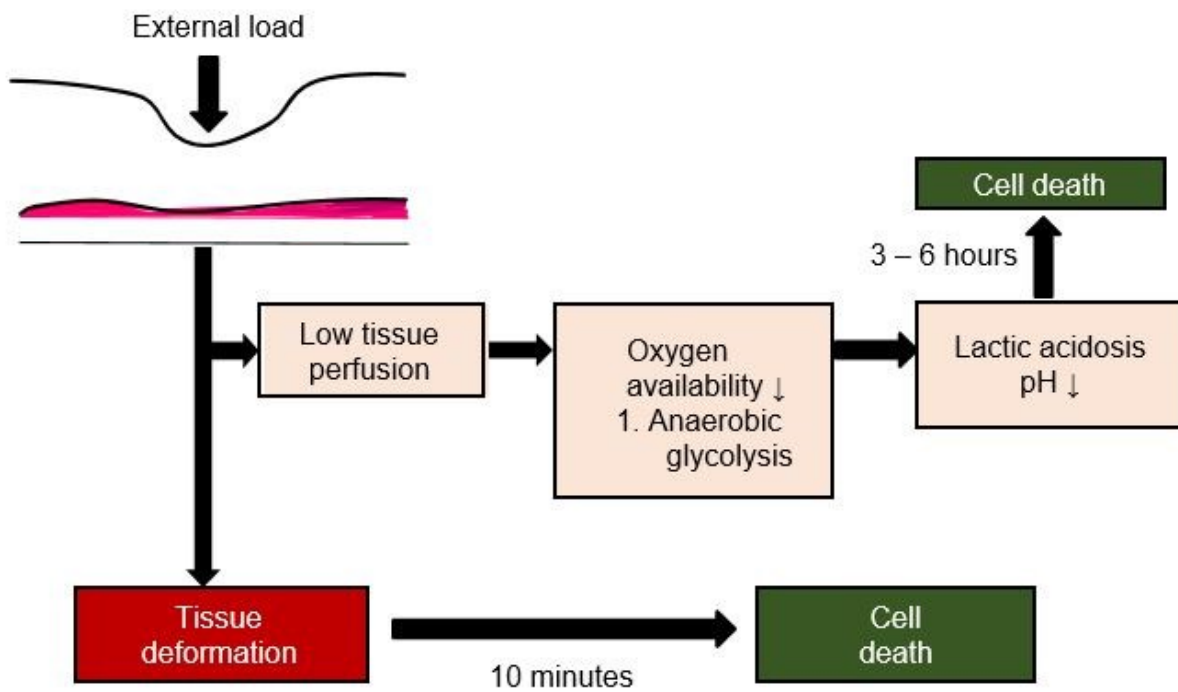 External load
Cell death
3 – 6 hours
Low tissue
perfusion
Oxygen
availability ↓
1. Anaerobic
glycolysis
Lactic acidosis
pH ↓
Tissue
deformation
10 minutes
Cell
death